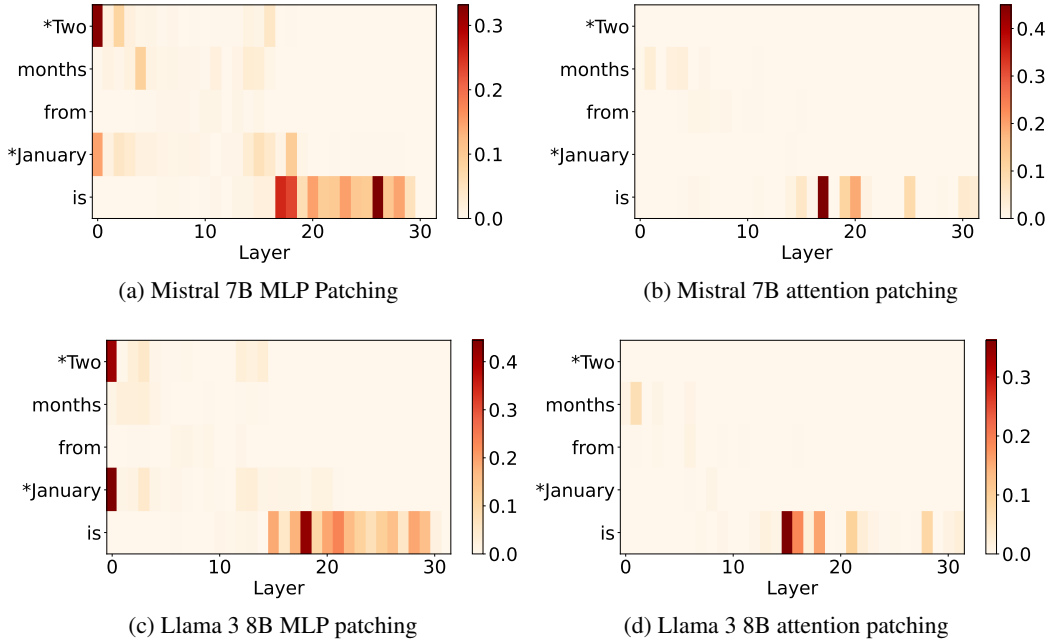 *Two
months
from
*January
is
0 10 20 30
Layer
0.3
0.2
0.1
0.0
(a) Mistral 7B MLP Patching
*Two
months
from
*January
is
0 10 20 30
Layer
0.4
0.3
0.2
0.1
0.0
(b) Mistral 7B attention patching
*Two
months
from
*January
is
0 10 20 30
Layer
0.4
0.3
0.2
0.1
0.0
(c) Llama 3 8B MLP patching
*Two
months
from
*January
is
0 10 20 30
Layer
0.3
0.2
0.1
0.0
(d) Llama 3 8B attention patching